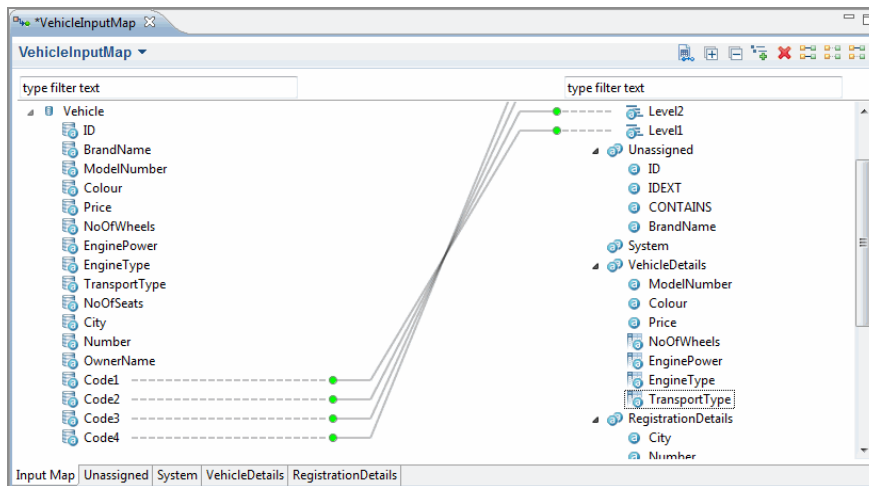 *VehicleInputMap
VehicleInputMap
type filter text
Vehicle
ID
BrandName
ModelNumber
Colour
Price
NoOfWheels
EnginePower
EngineType
TransportType
NoOfSeats
City
Number
OwnerName
Code1
Code2
Code3
Code4
type filter text
Level2
Level1
Unassigned
ID
IDEXT
CONTAINS
BrandName
System
VehicleDetails
ModelNumber
Colour
Price
NoOfWheels
EnginePower
EngineType
TransportType
RegistrationDetails
City
Number
Input Map Unassigned System VehicleDetails RegistrationDetails